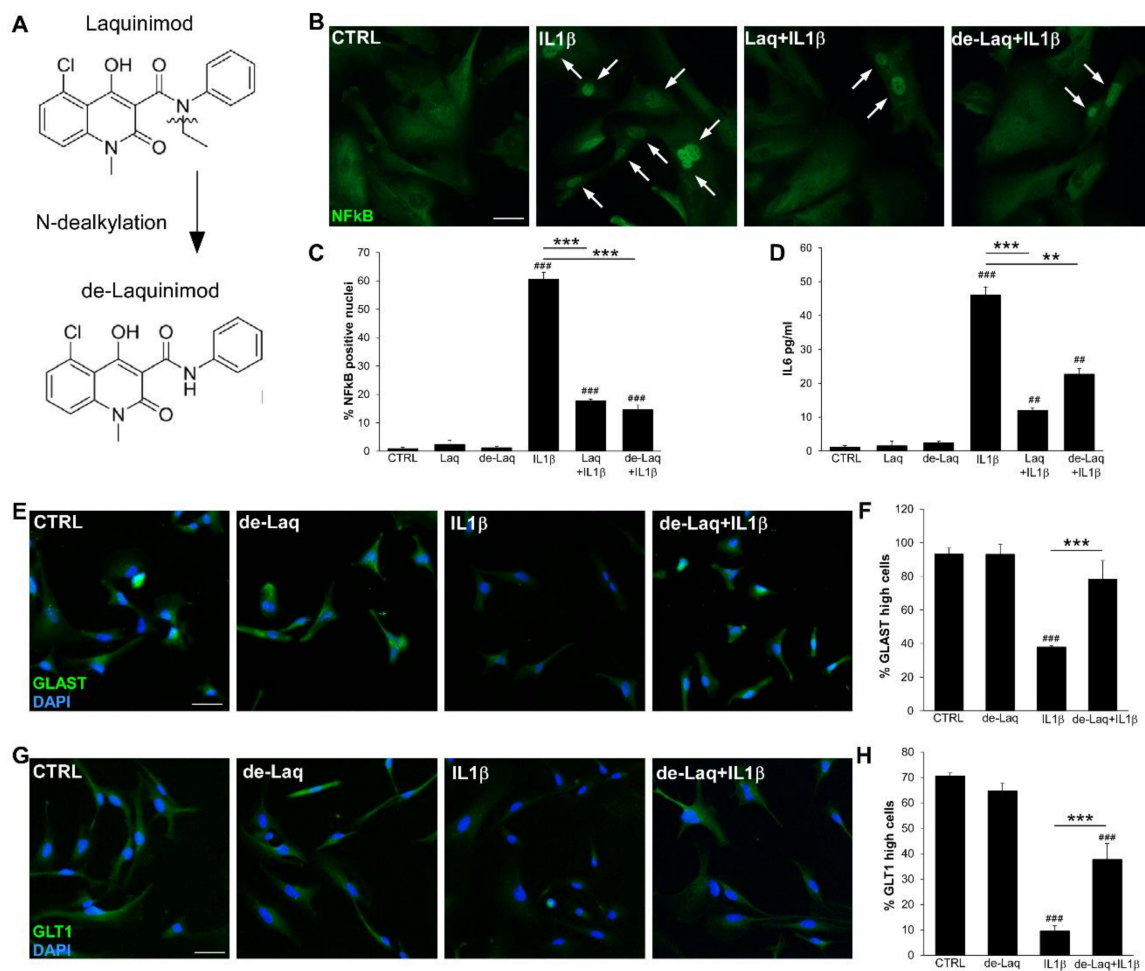 A
Laquinimod
Cl
OH
O
N
N
O
N-dealkylation
de-Laquinimod
Cl
OH
O
N
H
N
O
B
CTRL
IL1β
Laq+IL1β
de-Laq+IL1β
NFkB
C
% NFkB positive nuclei
70
60
50
40
30
20
10
0
***
***
###
###
###
CTRL
Laq
de-Laq
IL1β
Laq
+IL1β
de-Laq
+IL1β
D
IL6 pg/ml
60
50
40
30
20
10
0
***
**
###
##
##
CTRL
Laq
de-Laq
IL1β
Laq
+IL1β
de-Laq
+IL1β
E
CTRL
de-Laq
IL1β
de-Laq+IL1β
GLAST
DAPI
F
% GLAST high cells
120
100
80
60
40
20
0
***
###
CTRL
de-Laq
IL1β
de-Laq+IL1β
G
CTRL
de-Laq
IL1β
de-Laq+IL1β
GLT1
DAPI
H
% GLT1 high cells
80
70
60
50
40
30
20
10
0
***
###
###
CTRL
de-Laq
IL1β
de-Laq+IL1β